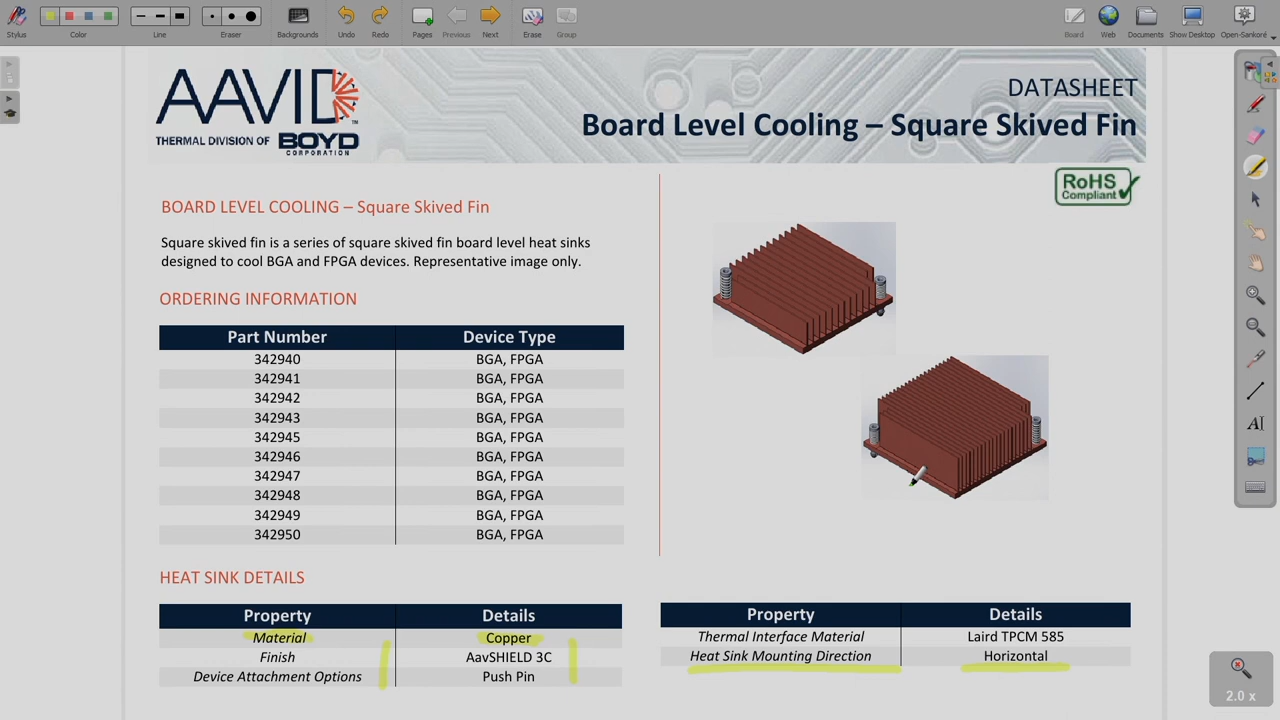 Stylus
Color
Line
Eraser
Backgrounds
Undo
Redo
Pages
Previous
Next
Erase
Group
Board
Web
Documents
Show Desktop
Open-Sankoré
AAVID
THERMAL DIVISION OF BOYD
CORPORATION
DATASHEET
Board Level Cooling – Square Skived Fin
RoHS
Compliant
BOARD LEVEL COOLING – Square Skived Fin
Square skived fin is a series of square skived fin board level heat sinks
designed to cool BGA and FPGA devices. Representative image only.
ORDERING INFORMATION
Part Number Device Type
342940 BGA, FPGA
342941 BGA, FPGA
342942 BGA, FPGA
342943 BGA, FPGA
342945 BGA, FPGA
342946 BGA, FPGA
342947 BGA, FPGA
342948 BGA, FPGA
342949 BGA, FPGA
342950 BGA, FPGA
HEAT SINK DETAILS
Property Details
Material Copper
Finish AavSHIELD 3C
Device Attachment Options Push Pin
Property Details
Thermal Interface Material Laird TPCM 585
Heat Sink Mounting Direction Horizontal
AI
2.0 x